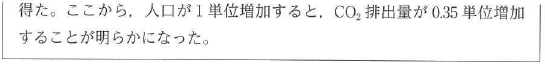 得た。ここから，人口が 1 単位増加すると，CO₂ 排出量が 0.35 単位増加
することが明らかになった。